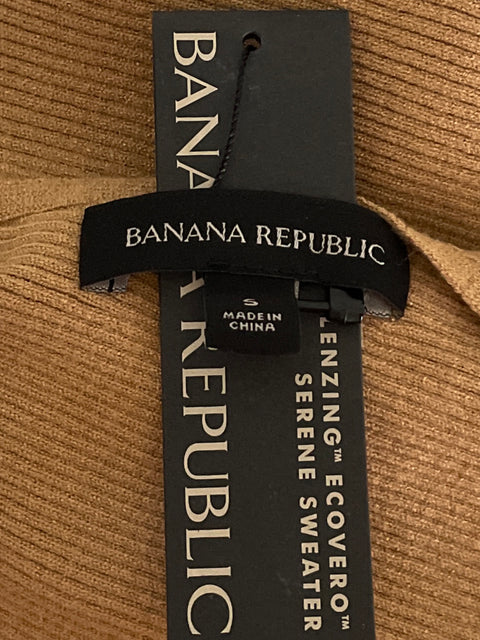 BANANA REPUBLIC
S
MADE IN
CHINA
BANANA REPUBLIC
LENZING™ ECOVERO™
SERENE SWEATER